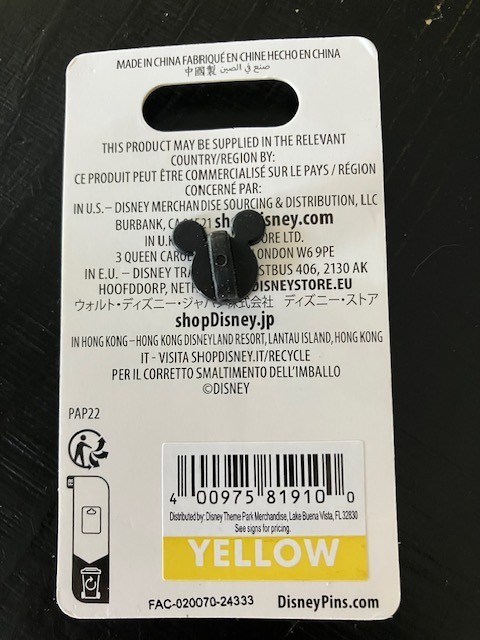 MADE IN CHINA FABRIQUÉ EN CHINE HECHO EN CHINA
中國製 صنع في الصين
THIS PRODUCT MAY BE SUPPLIED IN THE RELEVANT
COUNTRY/REGION BY:
CE PRODUIT PEUT ÊTRE COMMERCIALISÉ SUR LE PAYS / RÉGION
CONCERNÉ PAR:
IN U.S.– DISNEY MERCHANDISE SOURCING & DISTRIBUTION, LLC
BURBANK, shopDisney.com
IN U.K. LTD.
3 QUEEN LONDON W6 9PE
IN E.U. – DISNEY 406, 2130 AK
HOOFDDORP, DISNEYSTORE.EU
ウォルト・ディズニー・ジャパン株式会社 ディズニー・ストア
shopDisney.jp
IN HONG KONG – HONG KONG DISNEYLAND RESORT, LANTAU ISLAND, HONG KONG
IT - VISITA SHOPDISNEY.IT/RECYCLE
PER IL CORRETTO SMALTIMENTO DELL'IMBALLO
©DISNEY
PAP22
4 00975 81910 0
Distributed by: Disney Theme Park Merchandise, Lake Buena Vista, FL 32830
See signs for pricing.
YELLOW
FAC-020070-24333 DisneyPins.com